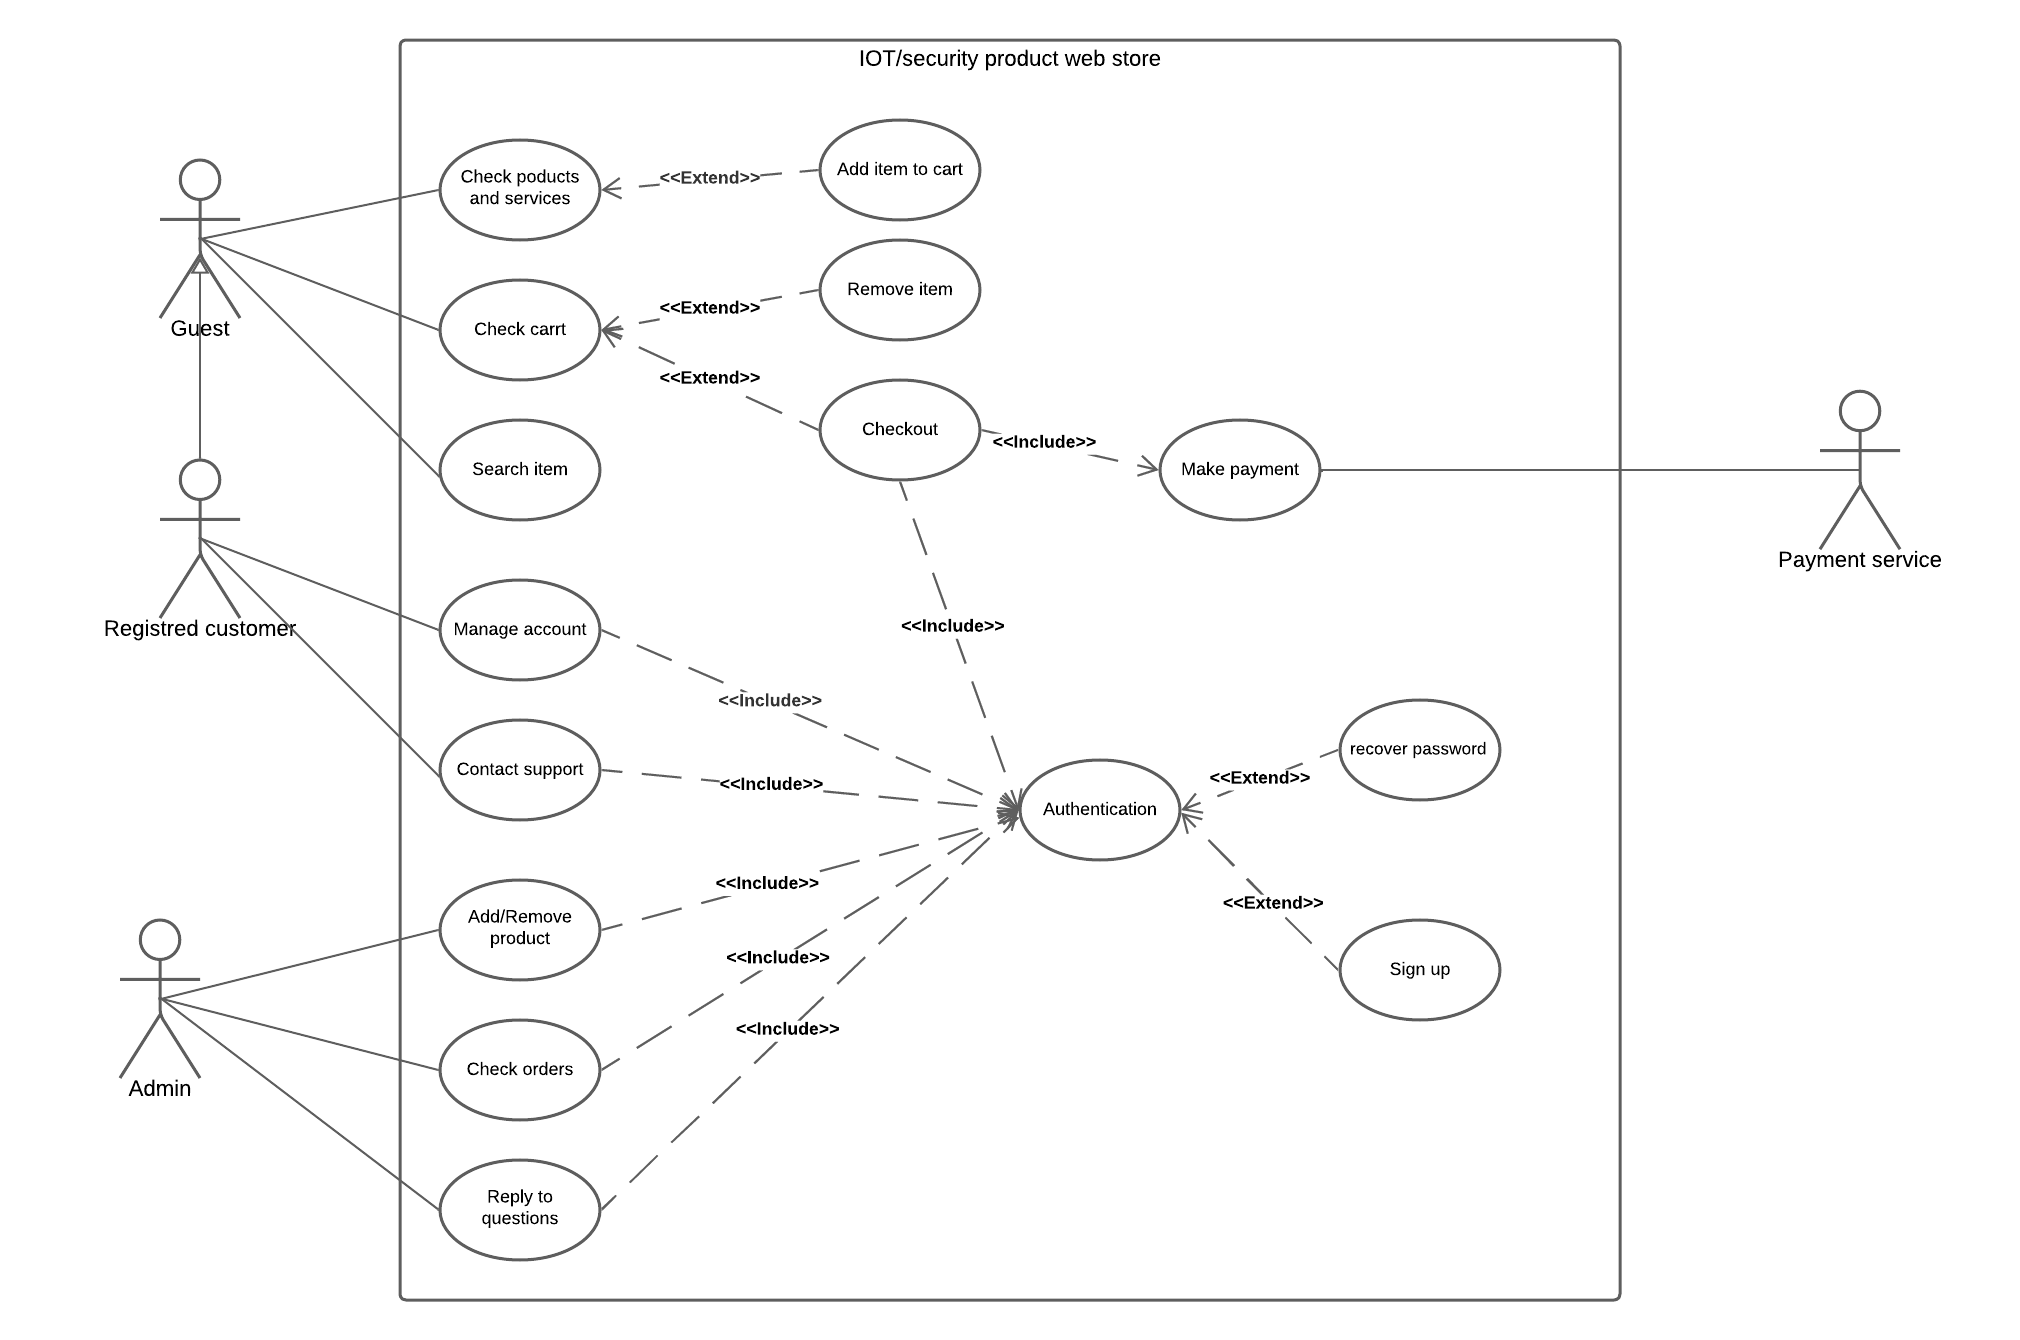 IOT/security product web store
Check poducts
and services
<<Extend>>
Add item to cart
Guest
Check carrt
<<Extend>>
Remove item
<<Extend>>
Checkout
<<Include>>
Make payment
Search item
Payment service
Registred customer
Manage account
<<Include>>
<<Include>>
Contact support
<<Include>>
Authentication
<<Extend>>
recover password
<<Extend>>
Sign up
Admin
Add/Remove
product
<<Include>>
Check orders
<<Include>>
Reply to
questions
<<Include>>